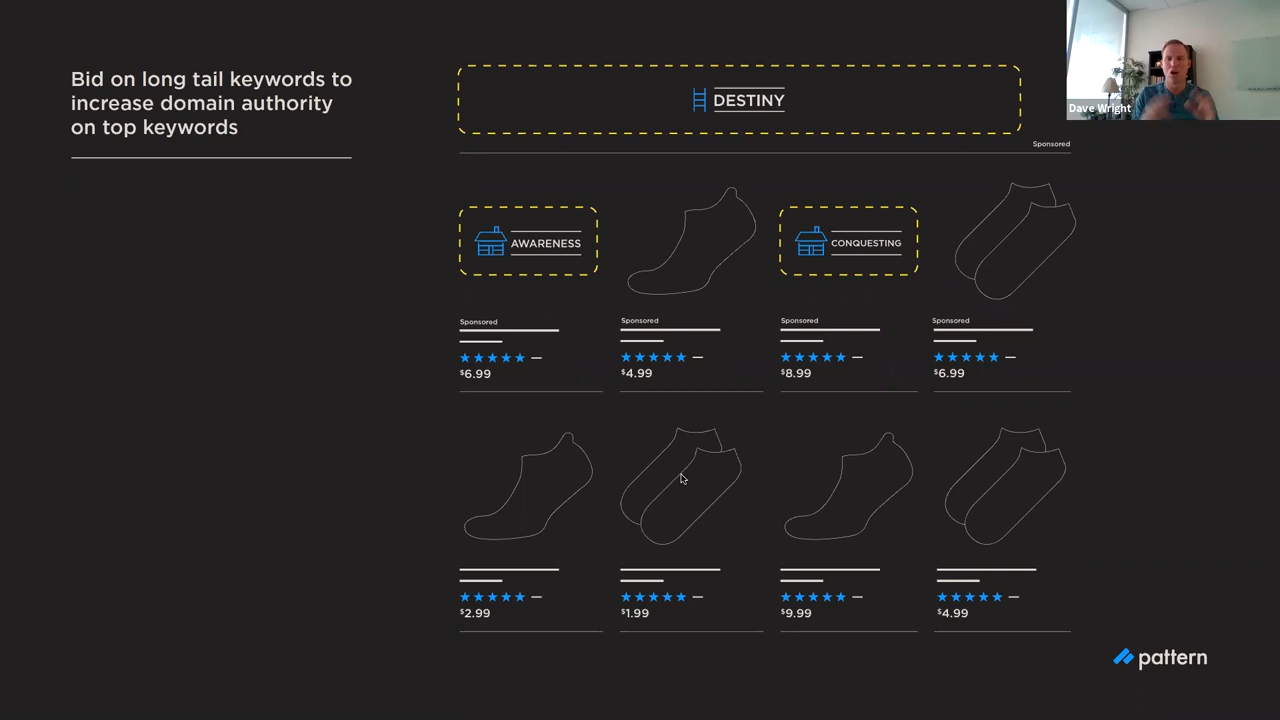 Bid on long tail keywords to
increase domain authority
on top keywords
DESTINY
Dave Wright
Sponsored
AWARENESS
CONQUESTING
Sponsored
Sponsored
Sponsored
Sponsored
$6.99
$4.99
$8.99
$6.99
$2.99
$1.99
$9.99
$4.99
pattern